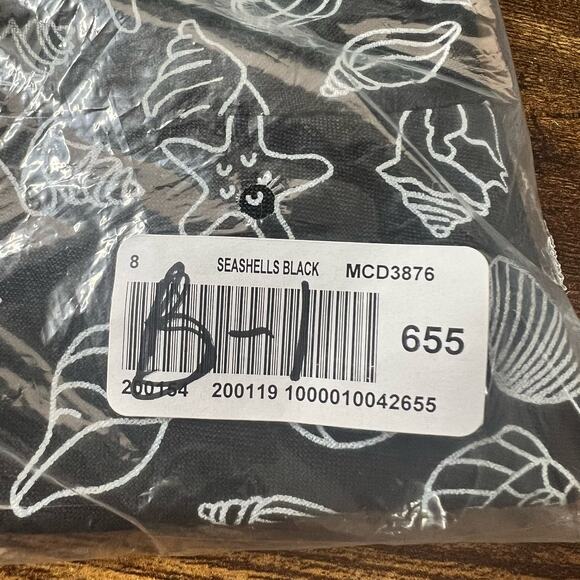 8 SEASHELLS BLACK MCD3876
B-1
655
200154 200119 1000010042655